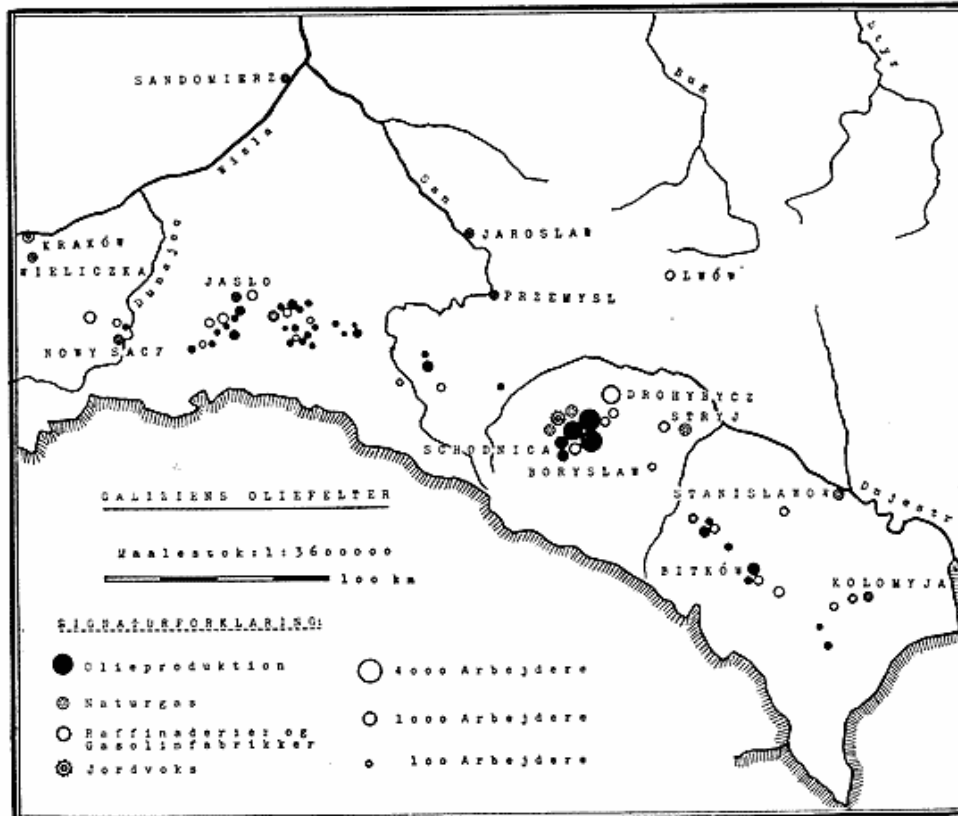 SANDOMIERZ
Bug
Styr
Wisla
San
KRAKÓW
WIELICZKA
Dunajec
JAROSLAW
LWÓW
JASLO
PRZEMYSL
NOWY SACZ
DROHYBYCZ
STRYJ
SCHODNICA
BORYSLAW
GALILIENS OLIEFELTER
STANISLAWOW
Dnjestr
Maalestok:1:3600000
100 km
BITKÓW
KOLOMYJA
SIGNATURFORKLARING:
Olieproduktion
4000 Arbejdere
Naturgas
1000 Arbejdere
Raffinaderier og
Gasolinfabrikker
Jordvoks
100 Arbejdere